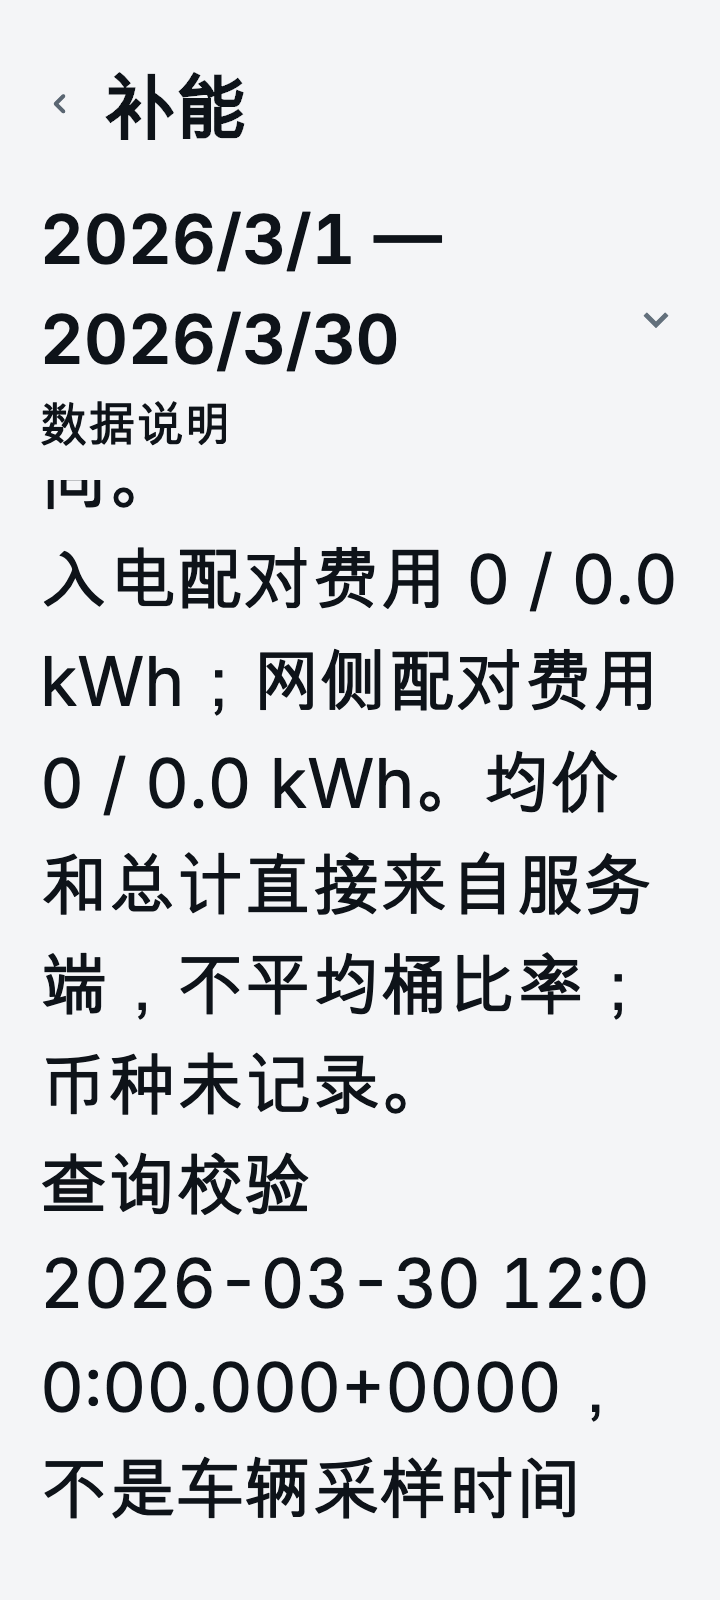 补能
2026/3/1 —
2026/3/30
数据说明
间。
入电配对费用 0 / 0.0
kWh；网侧配对费用
0 / 0.0 kWh。均价
和总计直接来自服务
端，不平均桶比率；
币种未记录。
查询校验
2026-03-30 12:0
0:00.000+0000，
不是车辆采样时间